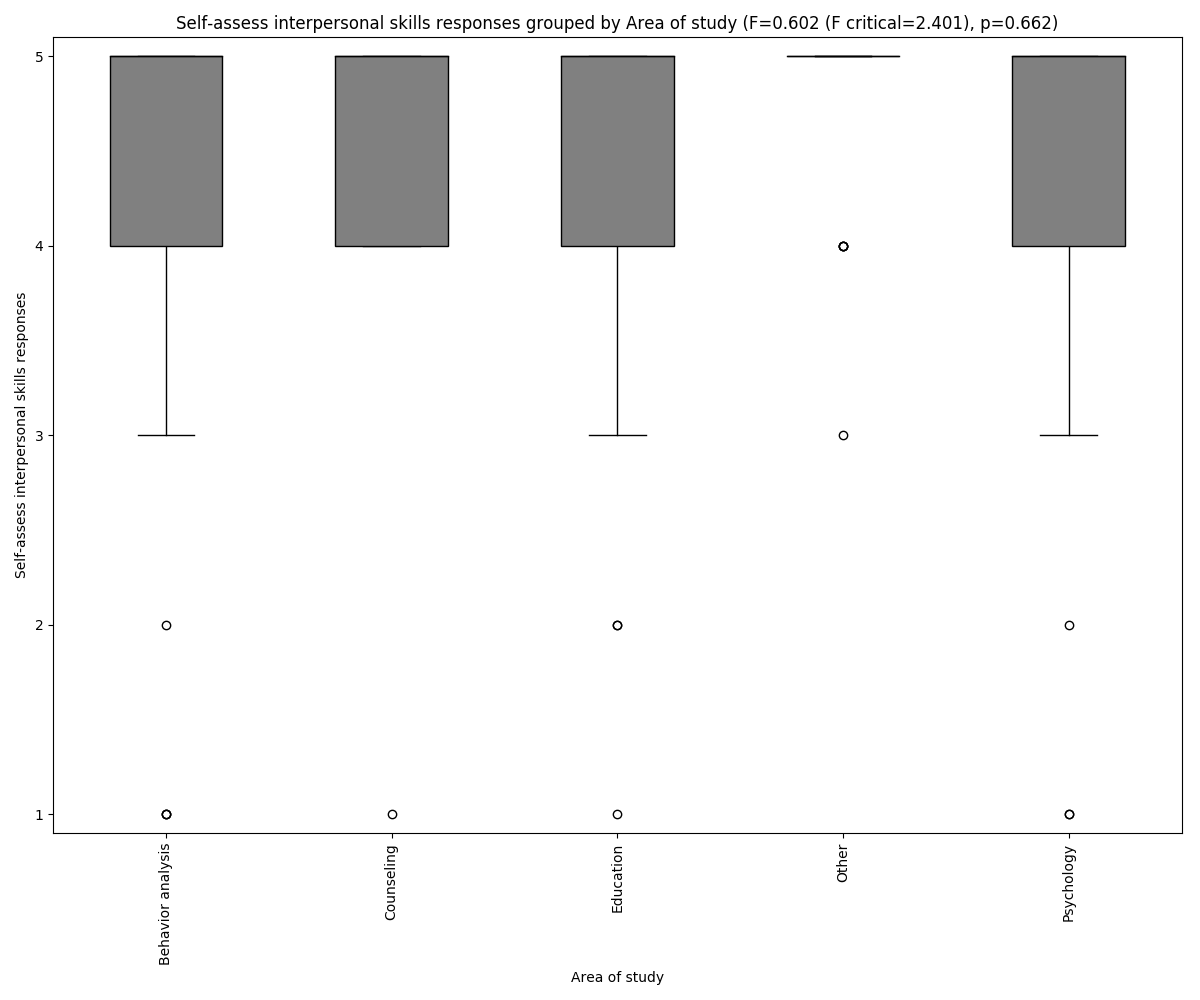 Self-assess interpersonal skills responses grouped by Area of study (F=0.602 (F critical=2.401), p=0.662)
Self-assess interpersonal skills responses
5
4
3
2
1
Behavior analysis
Counseling
Education
Other
Psychology
Area of study